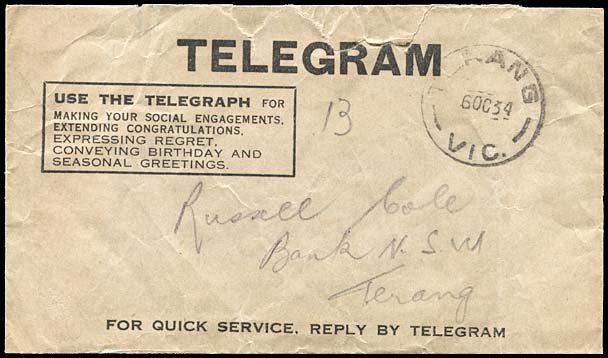 TELEGRAM
USE THE TELEGRAPH FOR
MAKING YOUR SOCIAL ENGAGEMENTS,
EXTENDING CONGRATULATIONS,
EXPRESSING REGRET,
CONVEYING BIRTHDAY AND
SEASONAL GREETINGS.
13
TERANG
6OC34
VIC.
Russell Cole
Bank N.S.W
Terang
FOR QUICK SERVICE, REPLY BY TELEGRAM